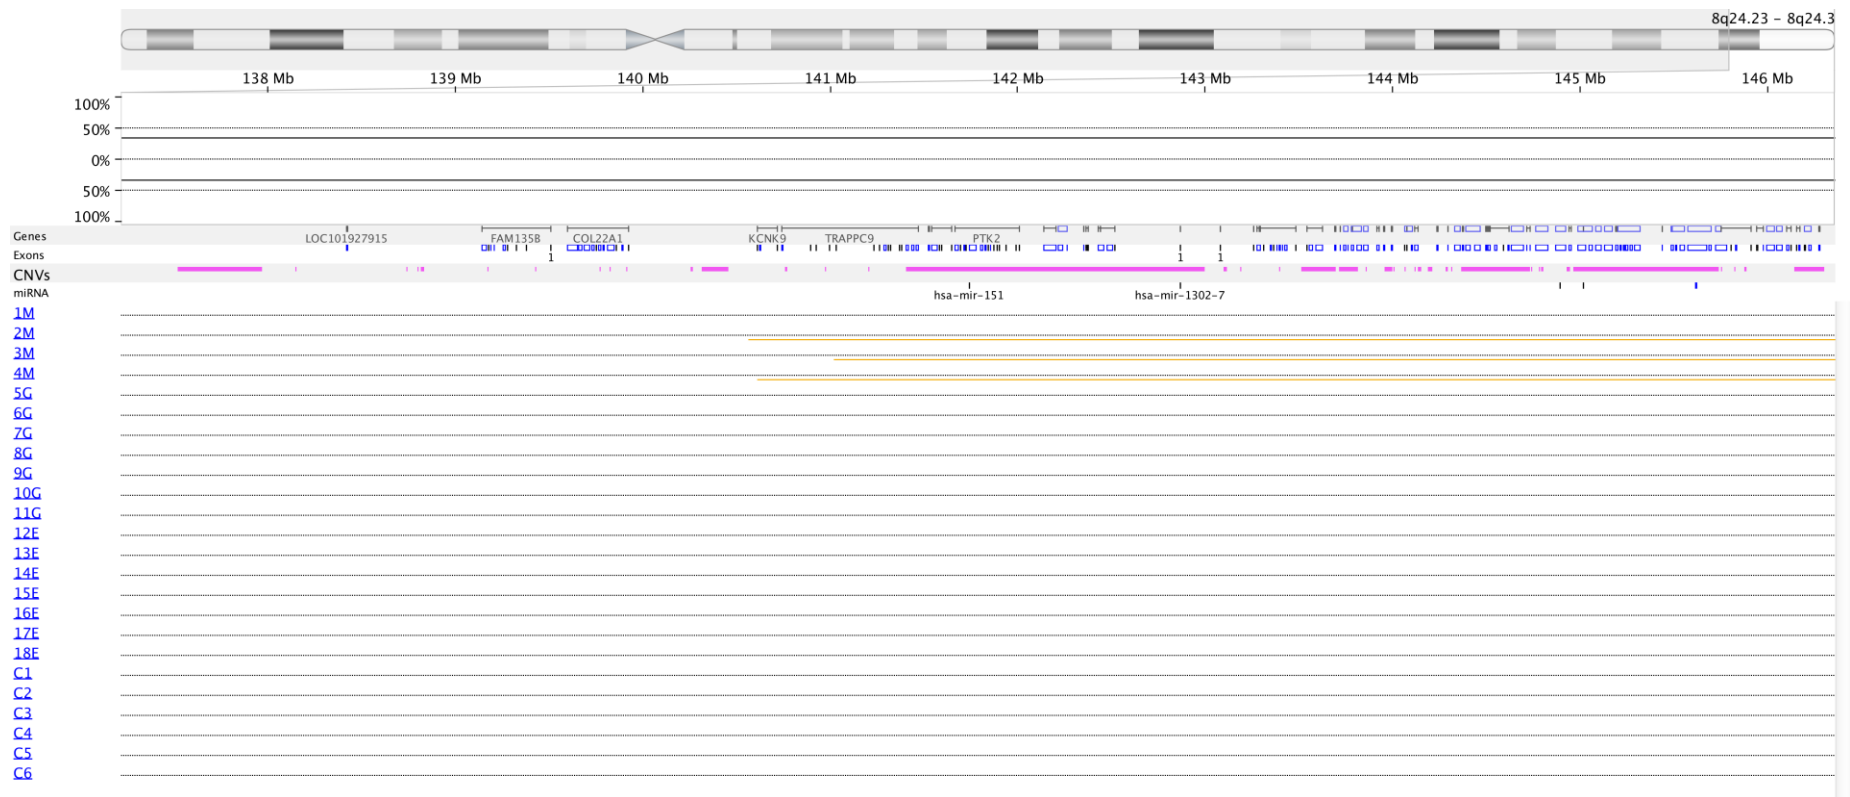 8q24.23 – 8q24.3
138 Mb 139 Mb 140 Mb 141 Mb 142 Mb 143 Mb 144 Mb 145 Mb 146 Mb
100%
50%
0%
50%
100%
Genes LOC101927915 FAM135B COL22A1 KCNK9 TRAPPC9 PTK2
Exons 1 1 1
CNVs
miRNA hsa-mir-151 hsa-mir-1302-7
1M
2M
3M
4M
5G
6G
7G
8G
9G
10G
11G
12E
13E
14E
15E
16E
17E
18E
C1
C2
C3
C4
C5
C6